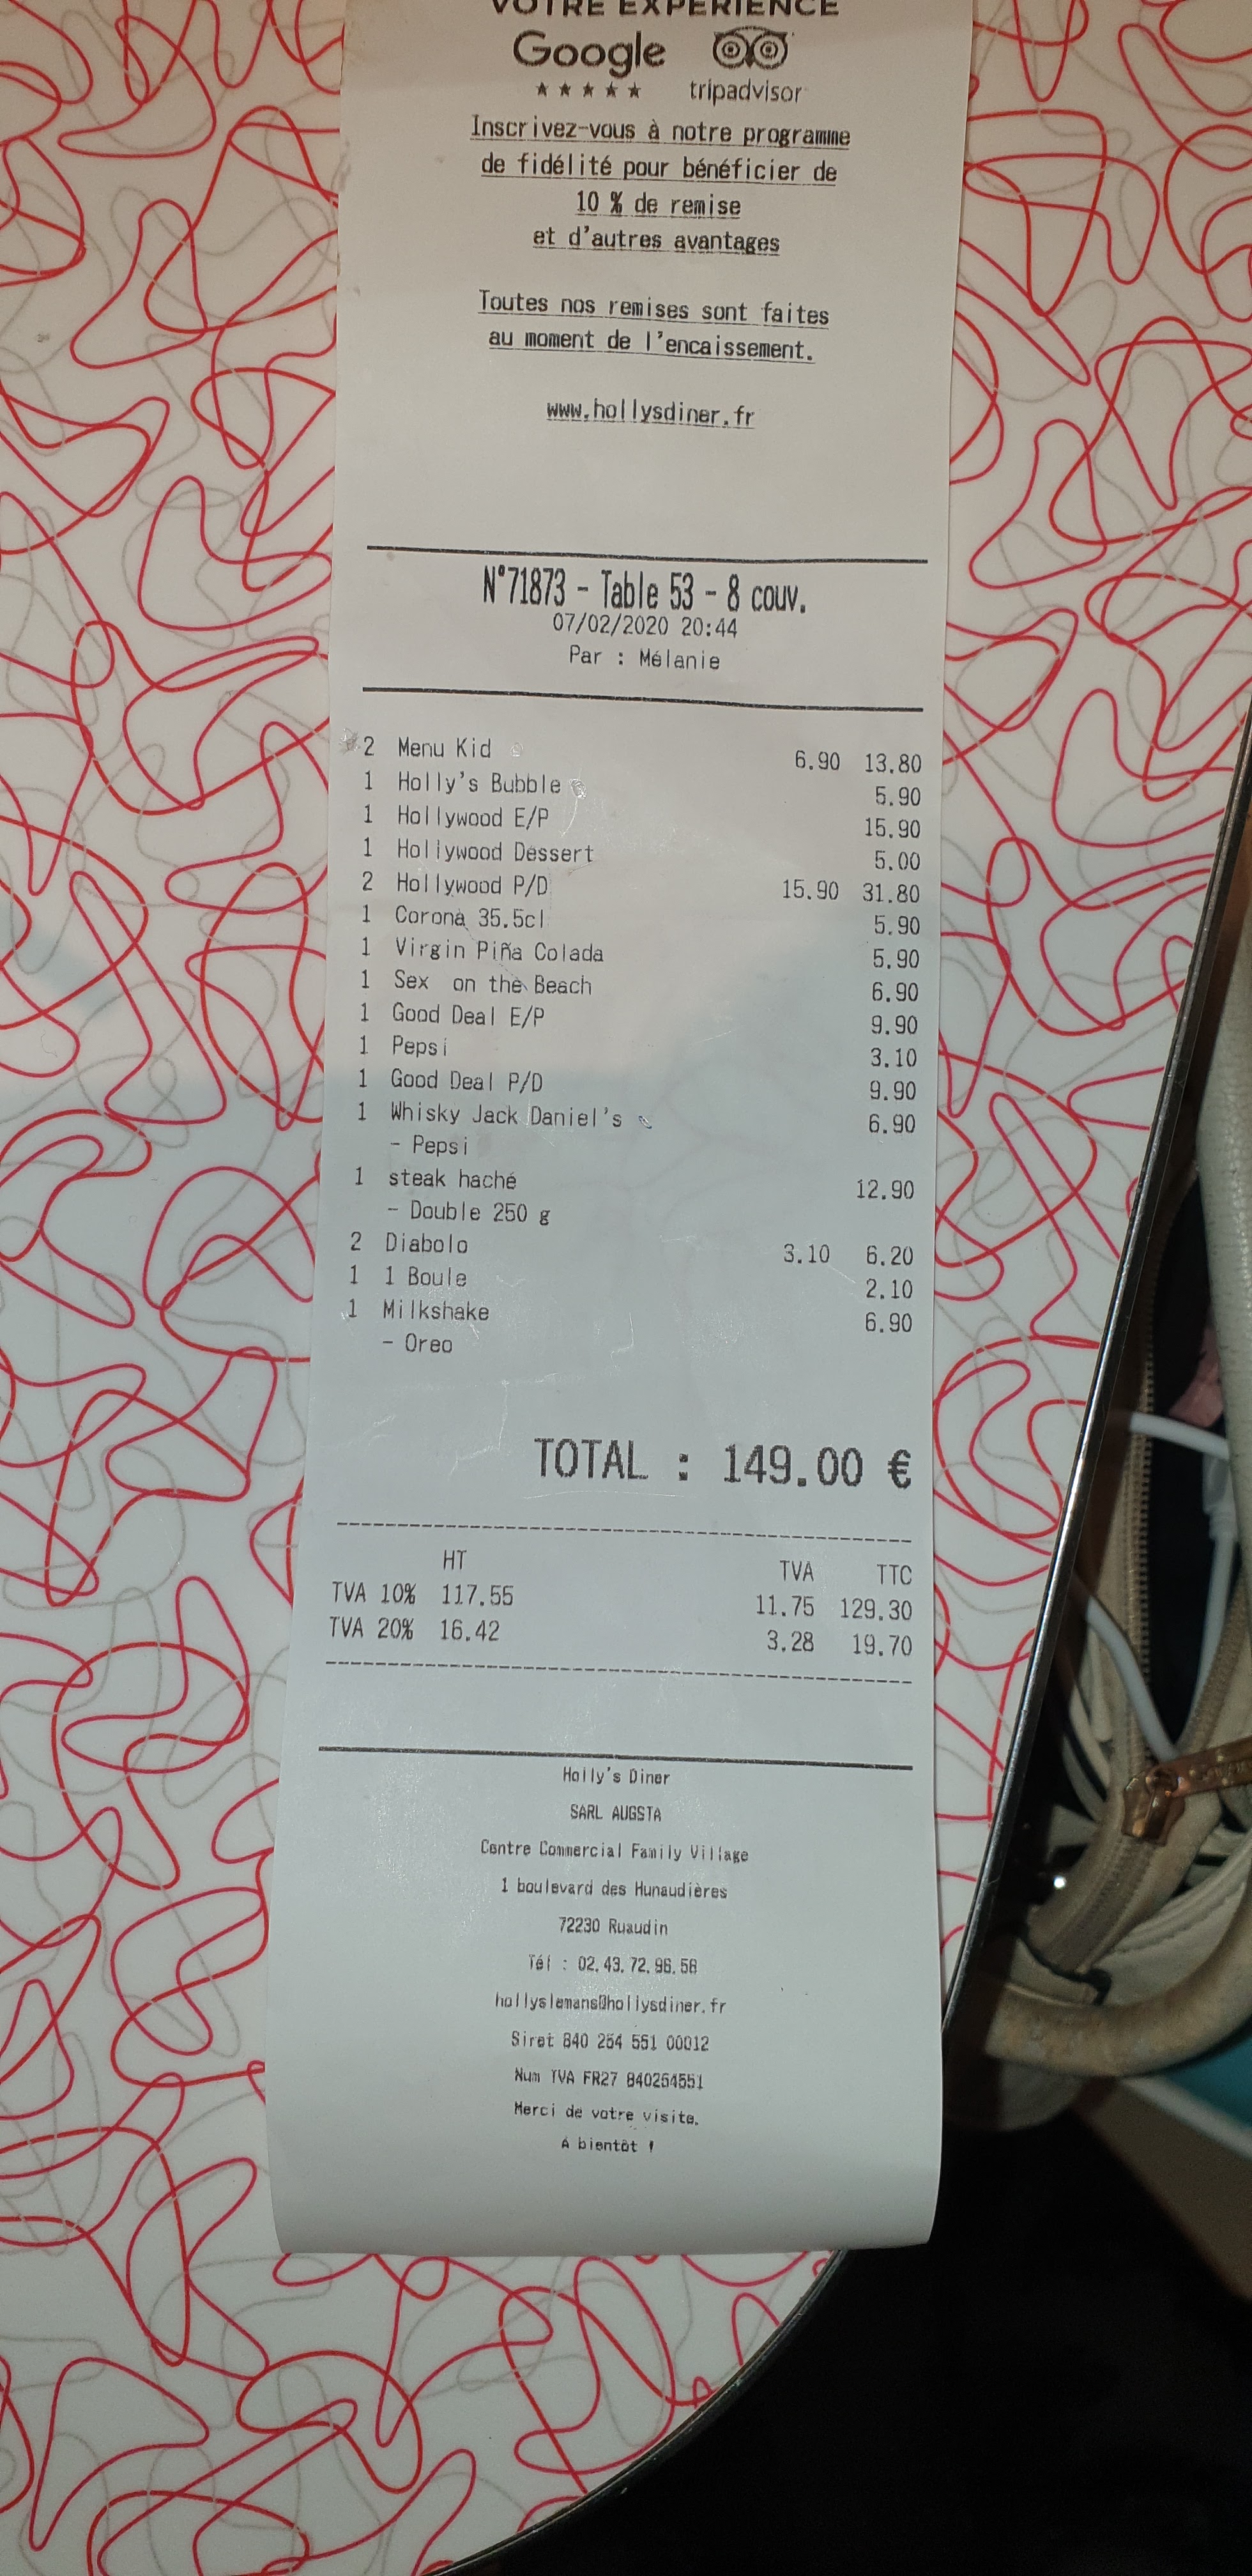 VOTRE EXPÉRIENCE
Google tripadvisor
Inscrivez-vous à notre programme
de fidélité pour bénéficier de
10 % de remise
et d'autres avantages
Toutes nos remises sont faites
au moment de l'encaissement.
www.hollysdiner.fr
N°71873 - Table 53 - 8 couv.
07/02/2020 20:44
Par : Mélanie
2 Menu Kid 6.90 13.80
1 Holly's Bubble 5.90
1 Hollywood E/P 15.90
1 Hollywood Dessert 5.00
2 Hollywood P/D 15.90 31.80
1 Corona 35.5cl 5.90
1 Virgin Piña Colada 5.90
1 Sex on the Beach 6.90
1 Good Deal E/P 9.90
1 Pepsi 3.10
1 Good Deal P/D 9.90
1 Whisky Jack Daniel's 6.90
- Pepsi
1 steak haché 12.90
- Double 250 g
2 Diabolo 3.10 6.20
1 1 Boule 2.10
1 Milkshake 6.90
- Oreo
TOTAL : 149.00 €
HT TVA TTC
TVA 10% 117.55 11.75 129.30
TVA 20% 16.42 3.28 19.70
Holly's Diner
SARL AUGSTA
Centre Commercial Family Village
1 boulevard des Hunaudières
72230 Ruaudin
Tél : 02.43.72.96.58
hollyslemans@hollysdiner.fr
Siret 840 264 551 00012
Num TVA FR27 840264551
Merci de votre visite.
A bientôt !